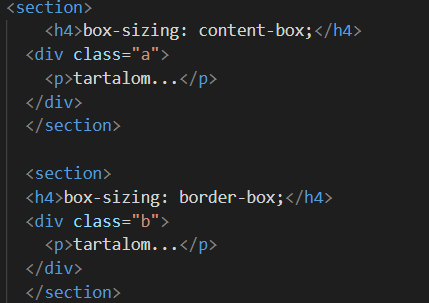 <section>
<h4>box-sizing: content-box;</h4>
<div class="a">
<p>tartalom...</p>
</div>
</section>
<section>
<h4>box-sizing: border-box;</h4>
<div class="b">
<p>tartalom...</p>
</div>
</section>